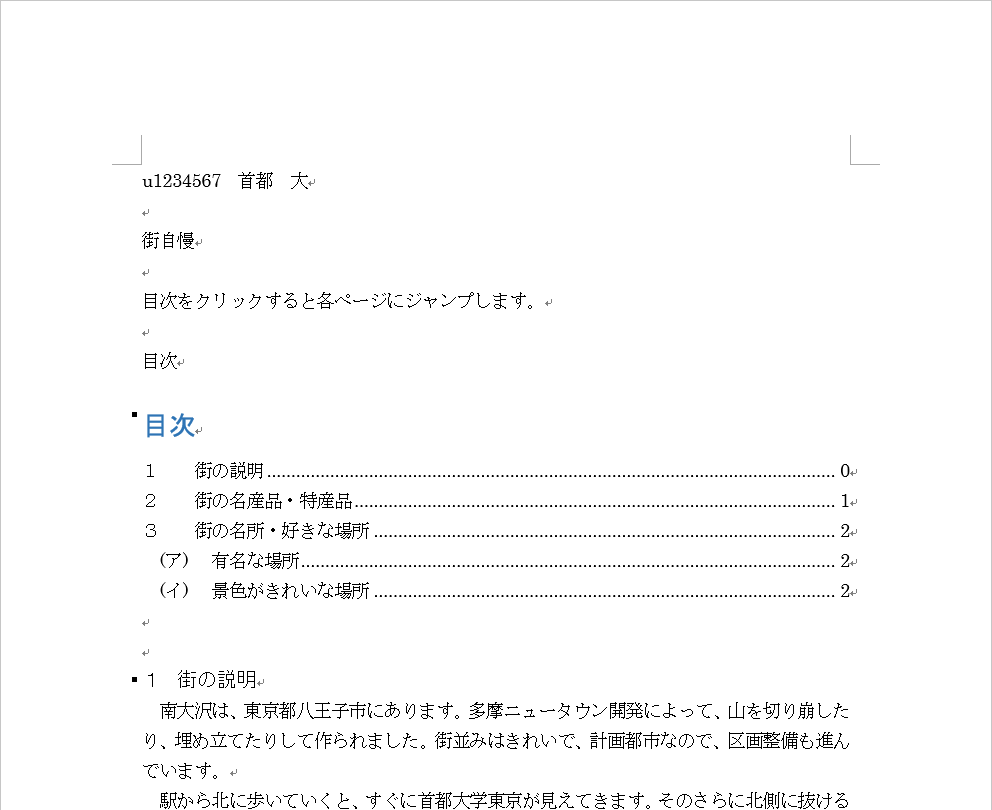 u1234567　首都　大
街自慢
目次をクリックすると各ページにジャンプします。
目次
目次
1　街の説明 0
2　街の名産品・特産品 1
3　街の名所・好きな場所 2
(ア)　有名な場所 2
(イ)　景色がきれいな場所 2
1　街の説明
南大沢は、東京都八王子市にあります。多摩ニュータウン開発によって、山を切り崩した
り、埋め立てたりして作られました。街並みはきれいで、計画都市なので、区画整備も進ん
でいます。
駅から北に歩いていくと、すぐに首都大学東京が見えてきます。そのさらに北側に抜ける